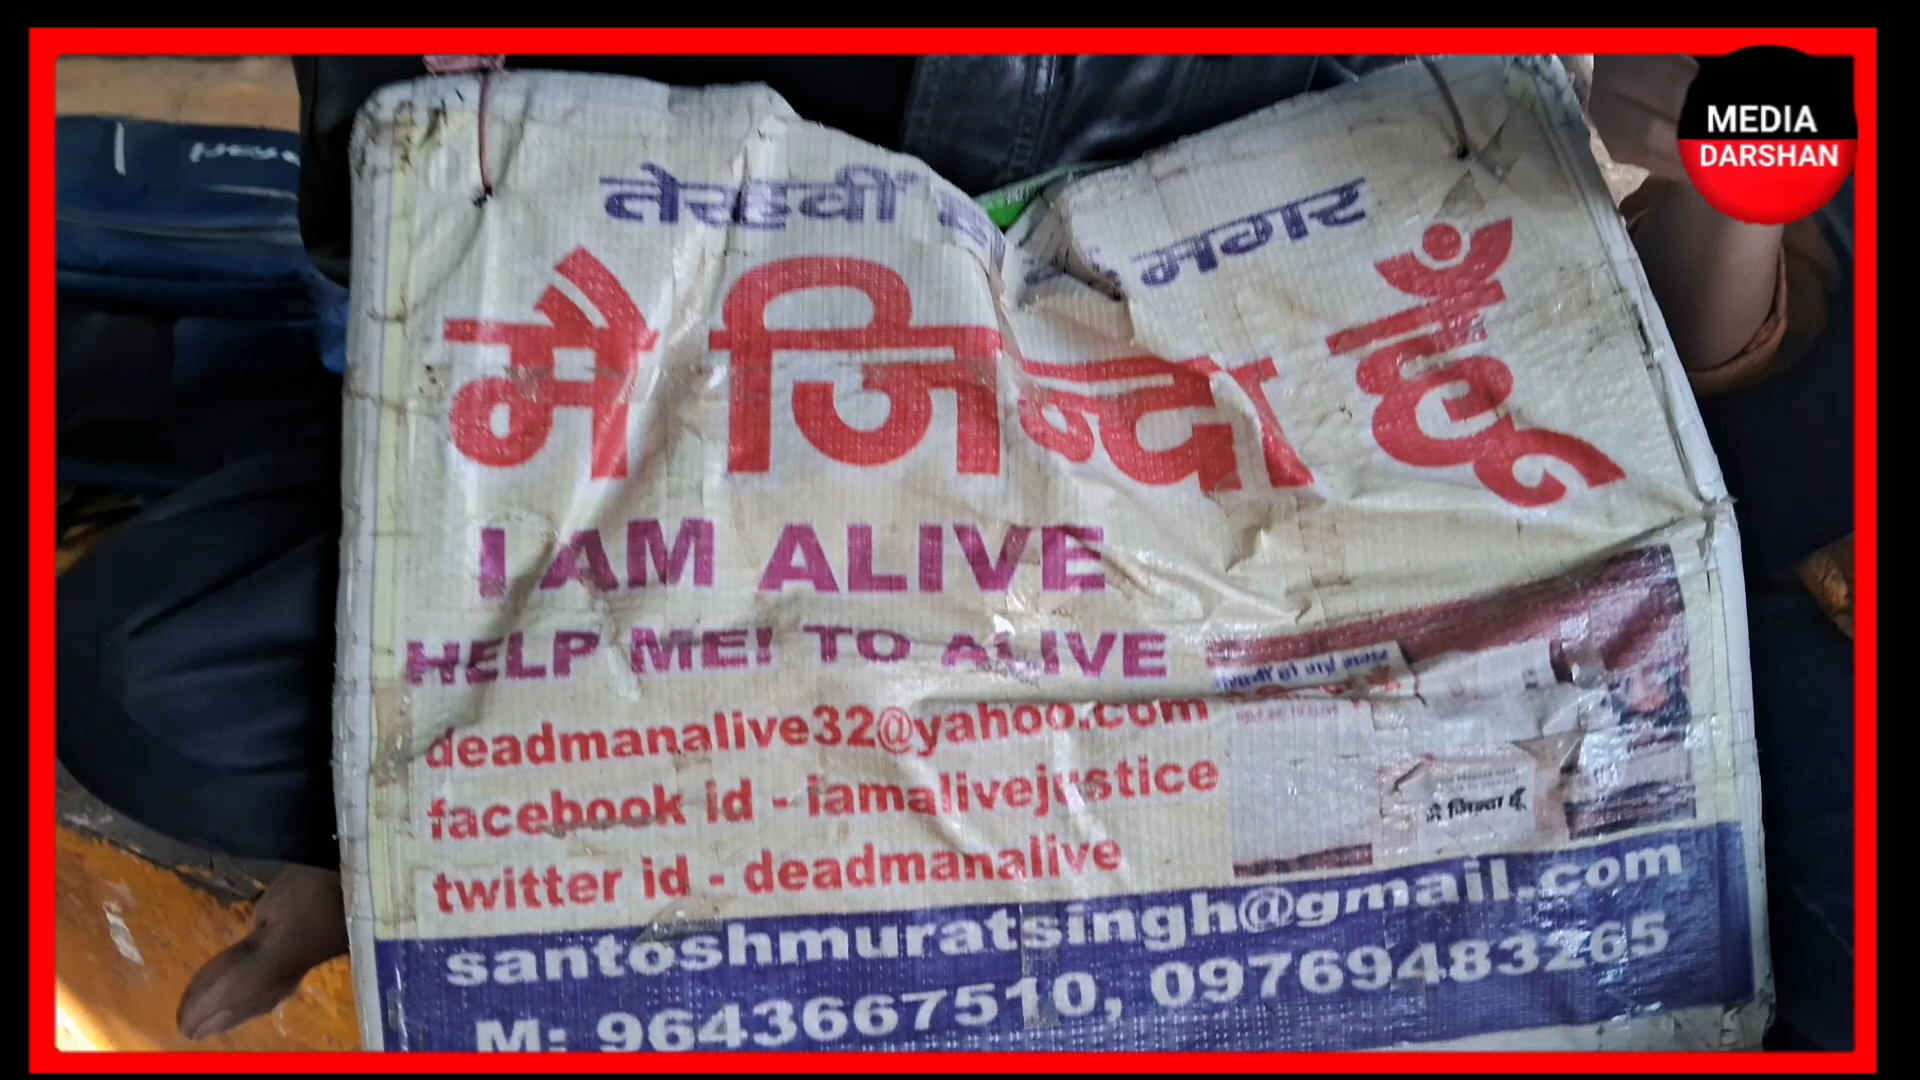 MEDIA
DARSHAN
तेरहवीं
मगर
मै जिन्दा हूँ
I AM ALIVE
HELP ME! TO ALIVE
deadmanalive32@yahoo.com
facebook id - iamalivejustice
twitter id - deadmanalive
मै जिन्दा हूँ
santoshmuratsingh@gmail.com
M: 9643667510, 09769483265